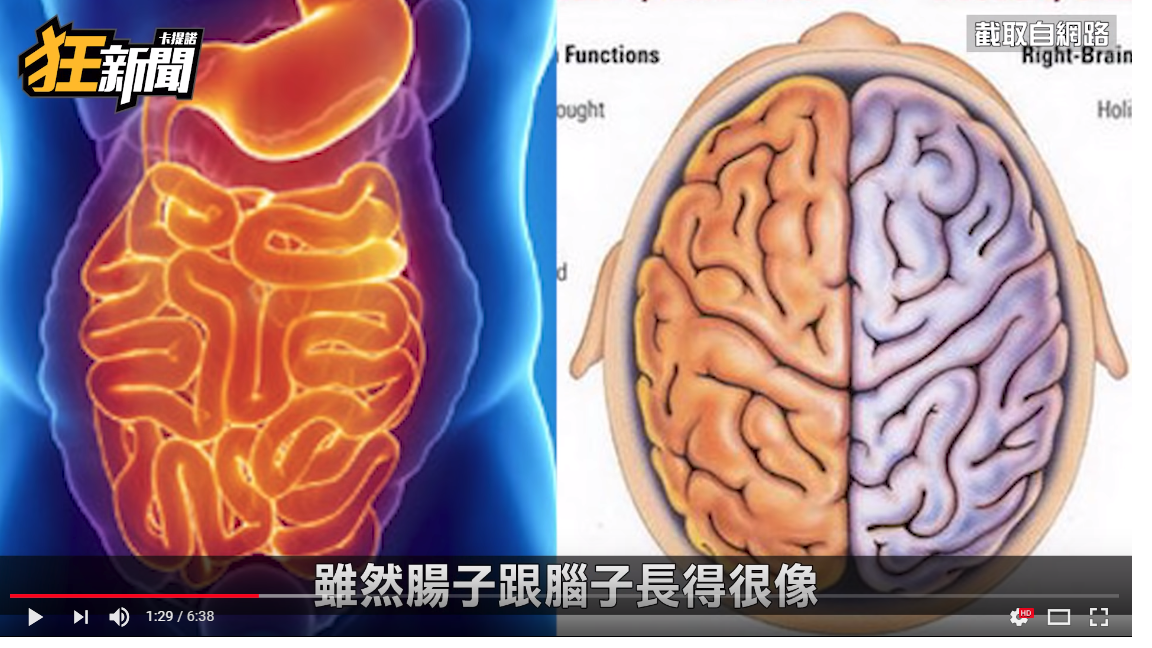 卡提諾
狂新聞
截取自網路
Functions
Right-Brain
ought
Holi
d
雖然腸子跟腦子長得很像
1:29 / 6:38
HD